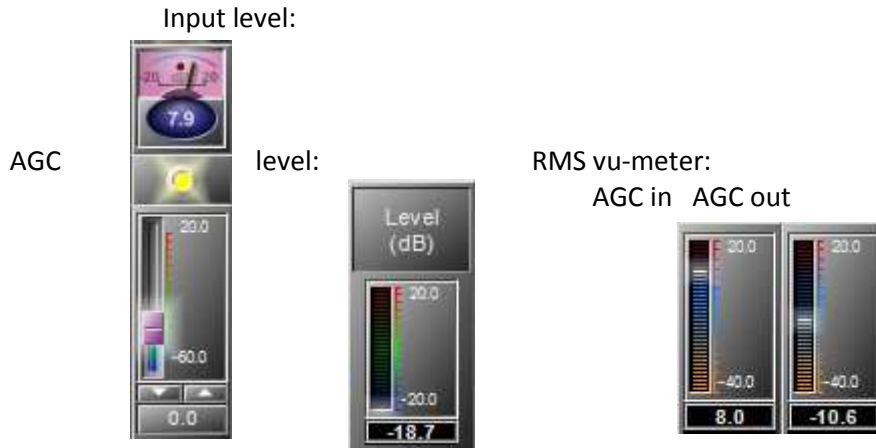 Input level:
-20 20
7.9
AGC level: RMS vu-meter:
AGC in AGC out
20.0
-60.0
0.0
Level
(dB)
20.0
-20.0
-18.7
20.0 20.0
-40.0 -40.0
8.0 -10.6